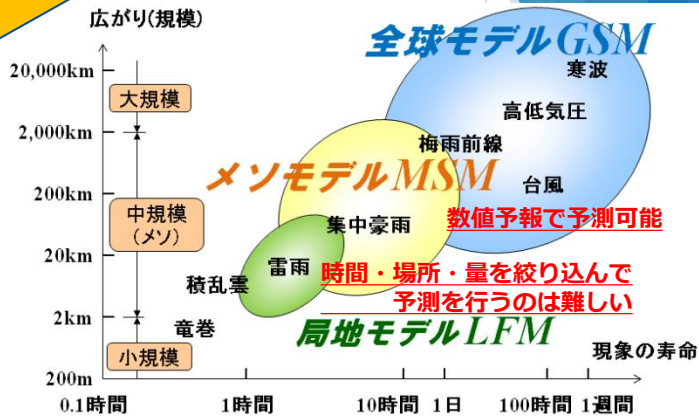 広がり(規模)
全球モデルGSM
20,000km
寒波
大規模
高低気圧
2,000km
梅雨前線
メソモデルMSM
台風
200km
中規模
(メソ)
集中豪雨
数値予報で予測可能
20km
雷雨
時間・場所・量を絞り込んで
予測を行うのは難しい
積乱雲
2km
竜巻
局地モデルLFM
小規模
現象の寿命
200m
0.1時間
1時間
10時間
1日
100時間
1週間